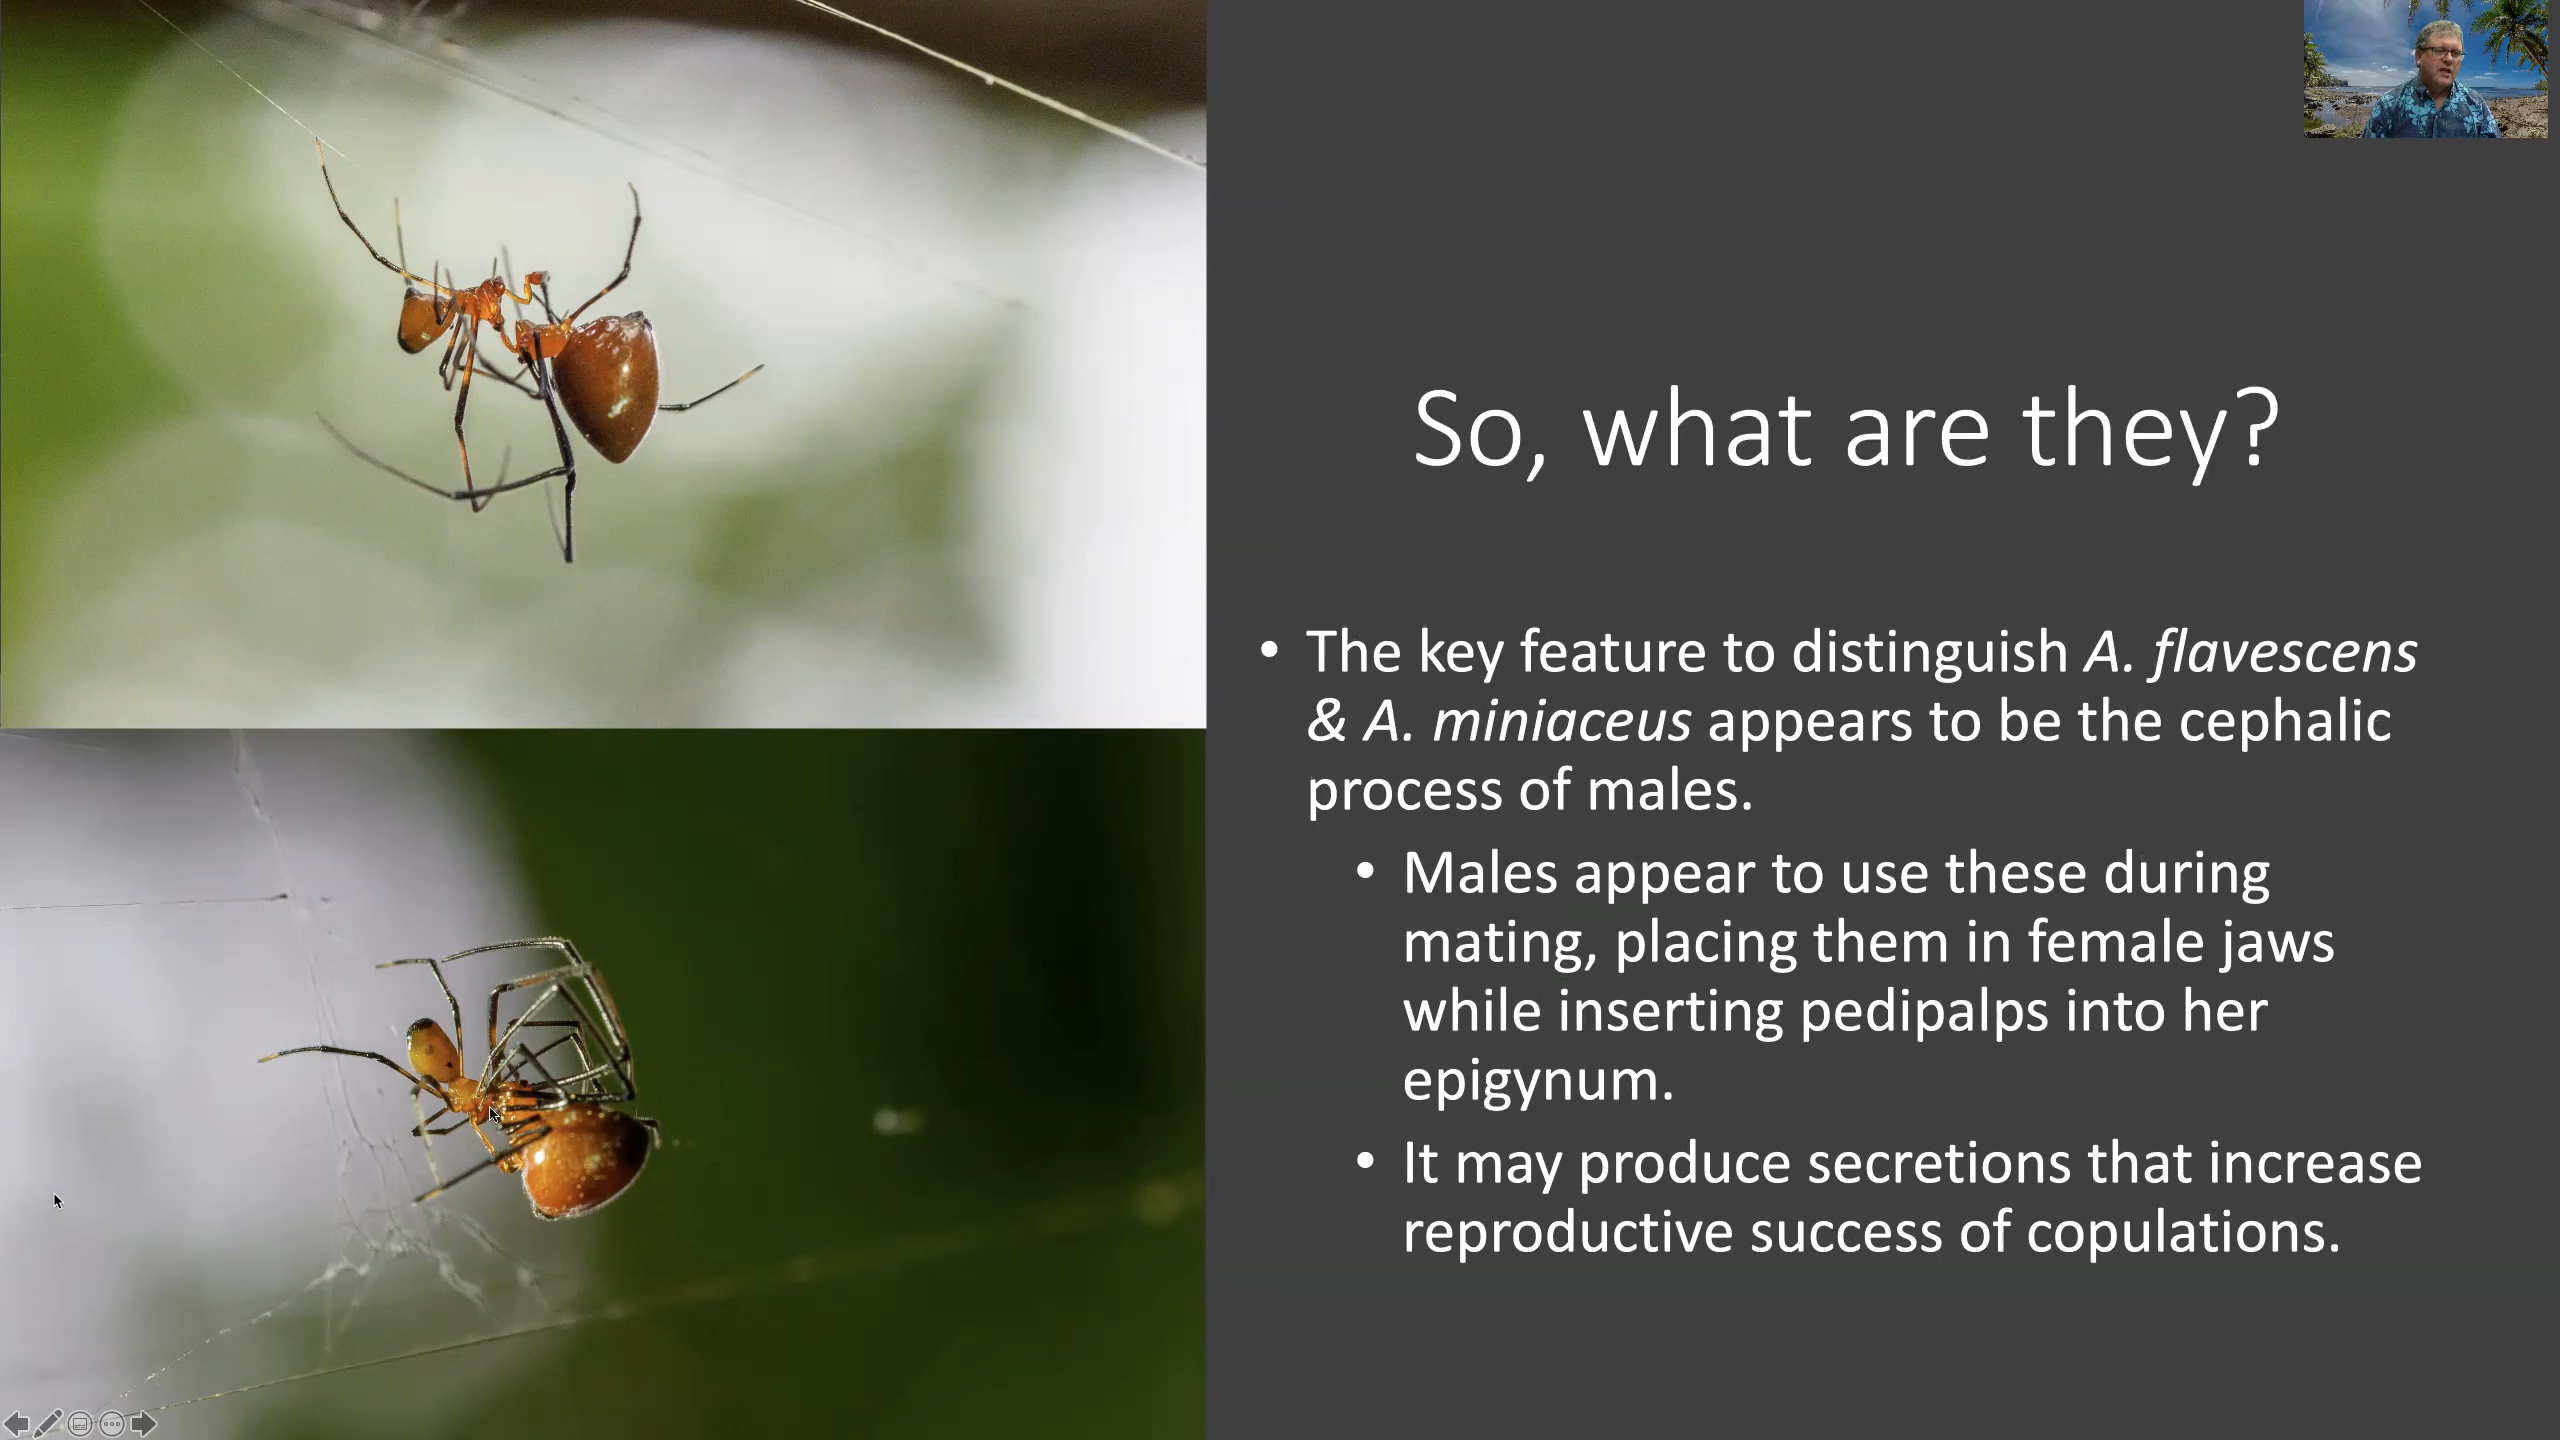 So, what are they?
• The key feature to distinguish A. flavescens
& A. miniaceus appears to be the cephalic
process of males.
• Males appear to use these during
mating, placing them in female jaws
while inserting pedipalps into her
epigynum.
• It may produce secretions that increase
reproductive success of copulations.